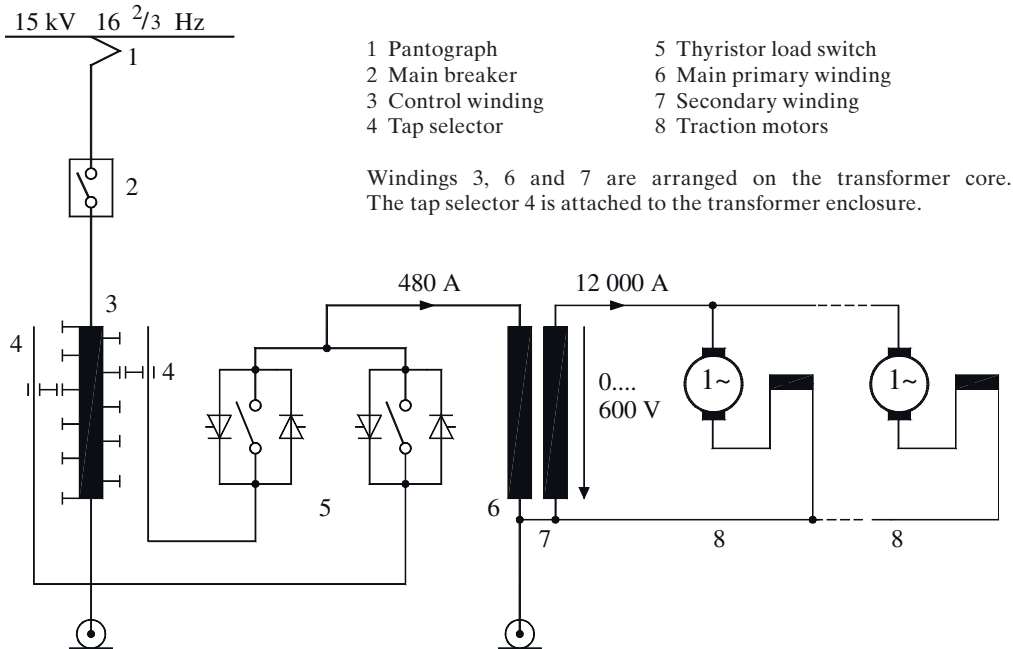 15 kV 16 2/3 Hz
1 Pantograph
2 Main breaker
3 Control winding
4 Tap selector
5 Thyristor load switch
6 Main primary winding
7 Secondary winding
8 Traction motors
Windings 3, 6 and 7 are arranged on the transformer core.
The tap selector 4 is attached to the transformer enclosure.
1
2
3
4
4
480 A
12 000 A
0....
600 V
1~
1~
5
6
7
8
8